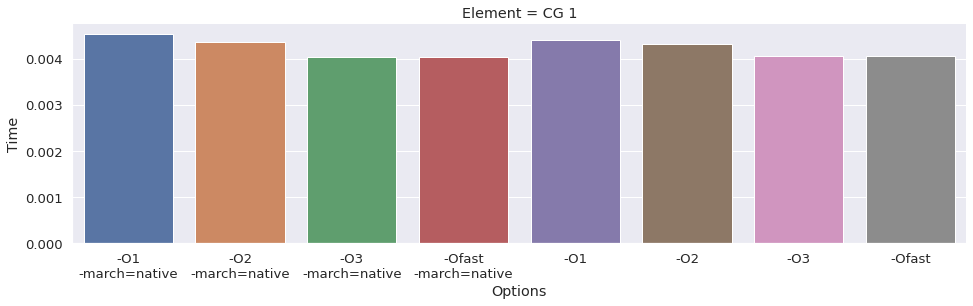 Element = CG 1
Time
0.004
0.003
0.002
0.001
0.000
-O1
-march=native
-O2
-march=native
-O3
-march=native
-Ofast
-march=native
-O1
-O2
-O3
-Ofast
Options